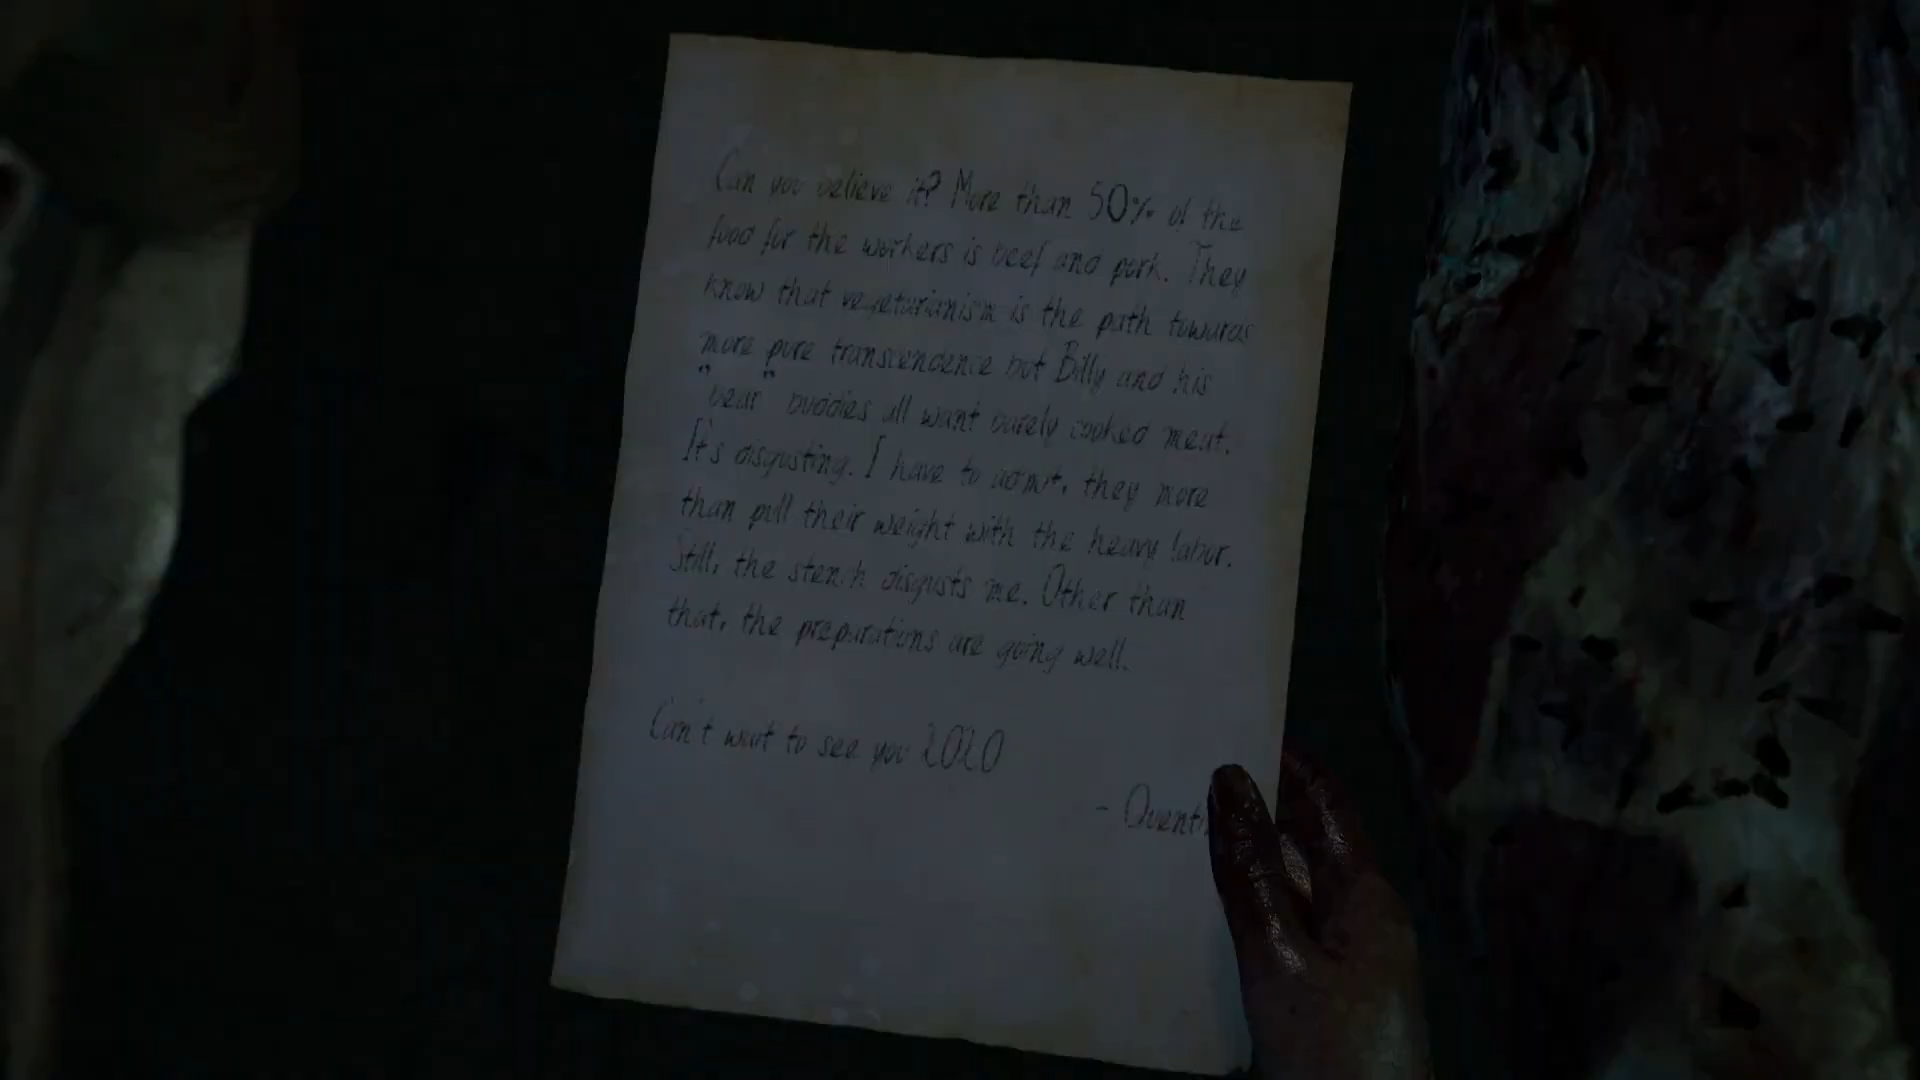 Can you believe it? More than 50% of the
food for the workers is beef and pork. They
know that vegetarianism is the path towards
more pure transcendence but Billy and his
"bear" buddies all want barely cooked meat.
It's disgusting. I have to admit, they more
than pull their weight with the heavy labor.
Still, the stench disgusts me. Other than
that, the preparations are going well.
Can't wait to see you 2020
- Quenti